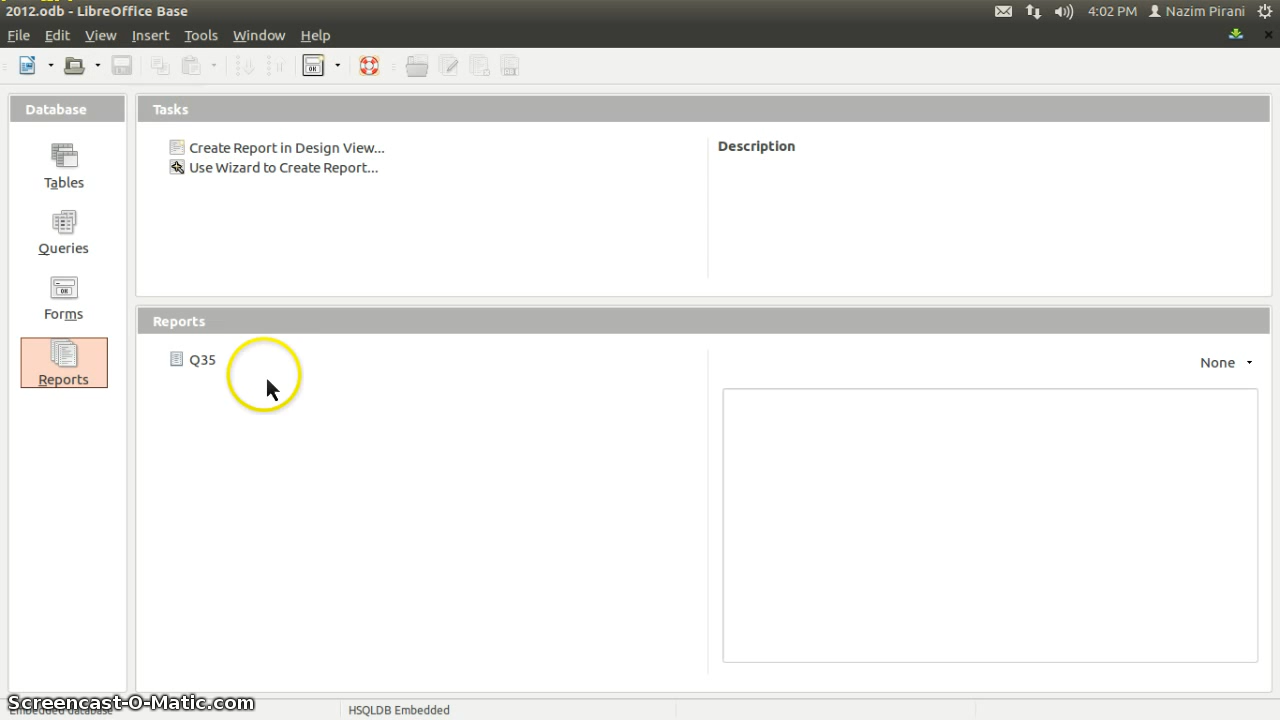 2012.odb - LibreOffice Base
4:02 PM Nazim Pirani
File Edit View Insert Tools Window Help
Database
Tasks
Create Report in Design View...
Use Wizard to Create Report...
Description
Tables
Queries
Forms
Reports
Reports
Q35
None
Screencast-O-Matic.com
Embedded database
HSQLDB Embedded